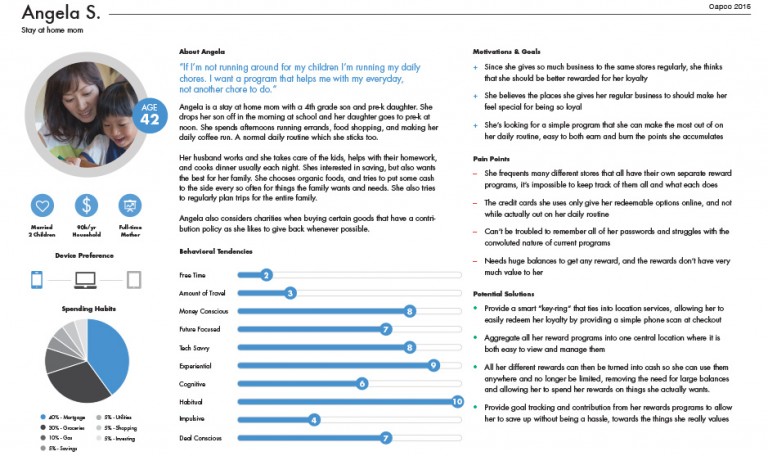 Angela S.
Capco 2015
Stay at home mom
AGE
42
Married
2 Children
90k/yr
Household
Full-time
Mother
Device Preference
Spending Habits
40% - Mortgage
30% - Groceries
10% - Gas
5% - Savings
5% - Utilities
5% - Shopping
5% - Investing
About Angela
"If I'm not running around for my children I'm running my daily
chores. I want a program that helps me with my everyday,
not another chore to do."
Angela is a stay at home mom with a 4th grade son and pre-k daughter. She
drops her son off in the morning at school and her daughter goes to pre-k at
noon. She spends afternoons running errands, food shopping, and making her
daily coffee run. A normal daily routine which she sticks too.
Her husband works and she takes care of the kids, helps with their homework,
and cooks dinner usually each night. She interested in saving, but also wants
the best for her family. She chooses organic foods, and tries to put some cash
to the side every so often for things the family wants and needs. She also tries
to regularly plan trips for the entire family.
Angela also considers charities when buying certain goods that have a contri-
bution policy as she likes to give back whenever possible.
Behavioral Tendencies
Free Time 2
Amount of Travel 3
Money Conscious 8
Future Focused 7
Tech Savvy 8
Experiential 9
Cognitive 6
Habitual 10
Impulsive 4
Deal Conscious 7
Motivations & Goals
+ Since she gives so much business to the same stores regularly, she thinks
that she should be better rewarded for her loyalty
+ She believes the places she gives her regular business to should make her
feel special for being so loyal
+ She's looking for a simple program that she can make the most out of on
her daily routine, easy to both earn and burn the points she accumulates
Pain Points
– She frequents many different stores that all have their own separate reward
programs, it's impossible to keep track of them all and what each does
– The credit cards she uses only give her redeemable options online, and not
while actually out on her daily routine
– Can't be troubled to remember all of her passwords and struggles with the
convoluted nature of current programs
– Needs huge balances to get any reward, and the rewards don't have very
much value to her
Potential Solutions
• Provide a smart "key-ring" that ties into location services, allowing her to
easily redeem her loyalty by providing a simple phone scan at checkout
• Aggregate all her reward programs into one central location where it is
both easy to view and manage them
• All her different rewards can then be turned into cash so she can use them
anywhere and no longer be limited, removing the need for large balances
and allowing to her spend her rewards on things she actually wants.
• Provide goal tracking and contribution from her rewards programs to allow
her to save up without being a hassle, towards the things she really values